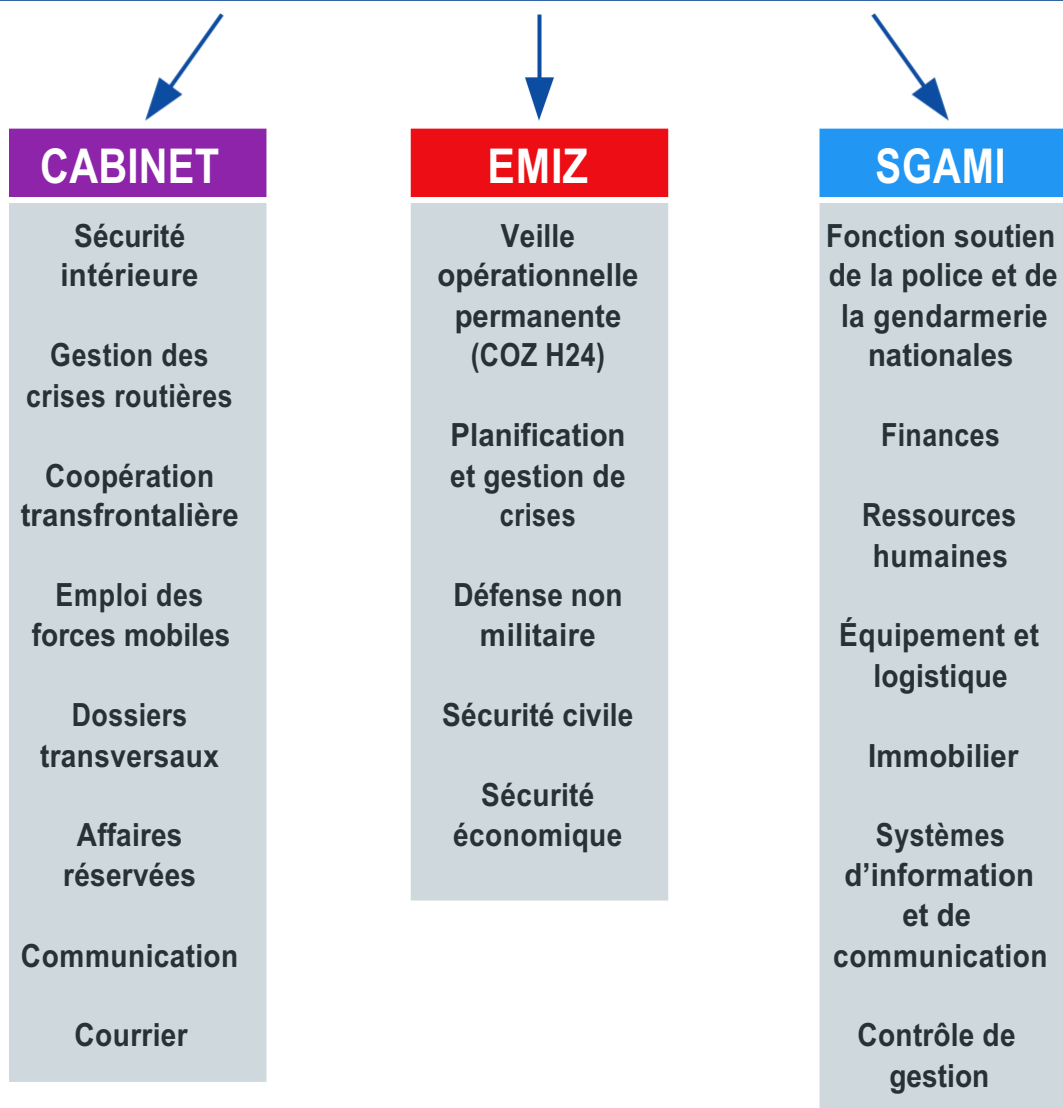 CABINET
Sécurité
intérieure
Gestion des
crises routières
Coopération
transfrontalière
Emploi des
forces mobiles
Dossiers
transversaux
Affaires
réservées
Communication
Courrier
EMIZ
Veille
opérationnelle
permanente
(COZ H24)
Planification
et gestion de
crises
Défense non
militaire
Sécurité civile
Sécurité
économique
SGAMI
Fonction soutien
de la police et de
la gendarmerie
nationales
Finances
Ressources
humaines
Équipement et
logistique
Immobilier
Systèmes
d’information
et de
communication
Contrôle de
gestion